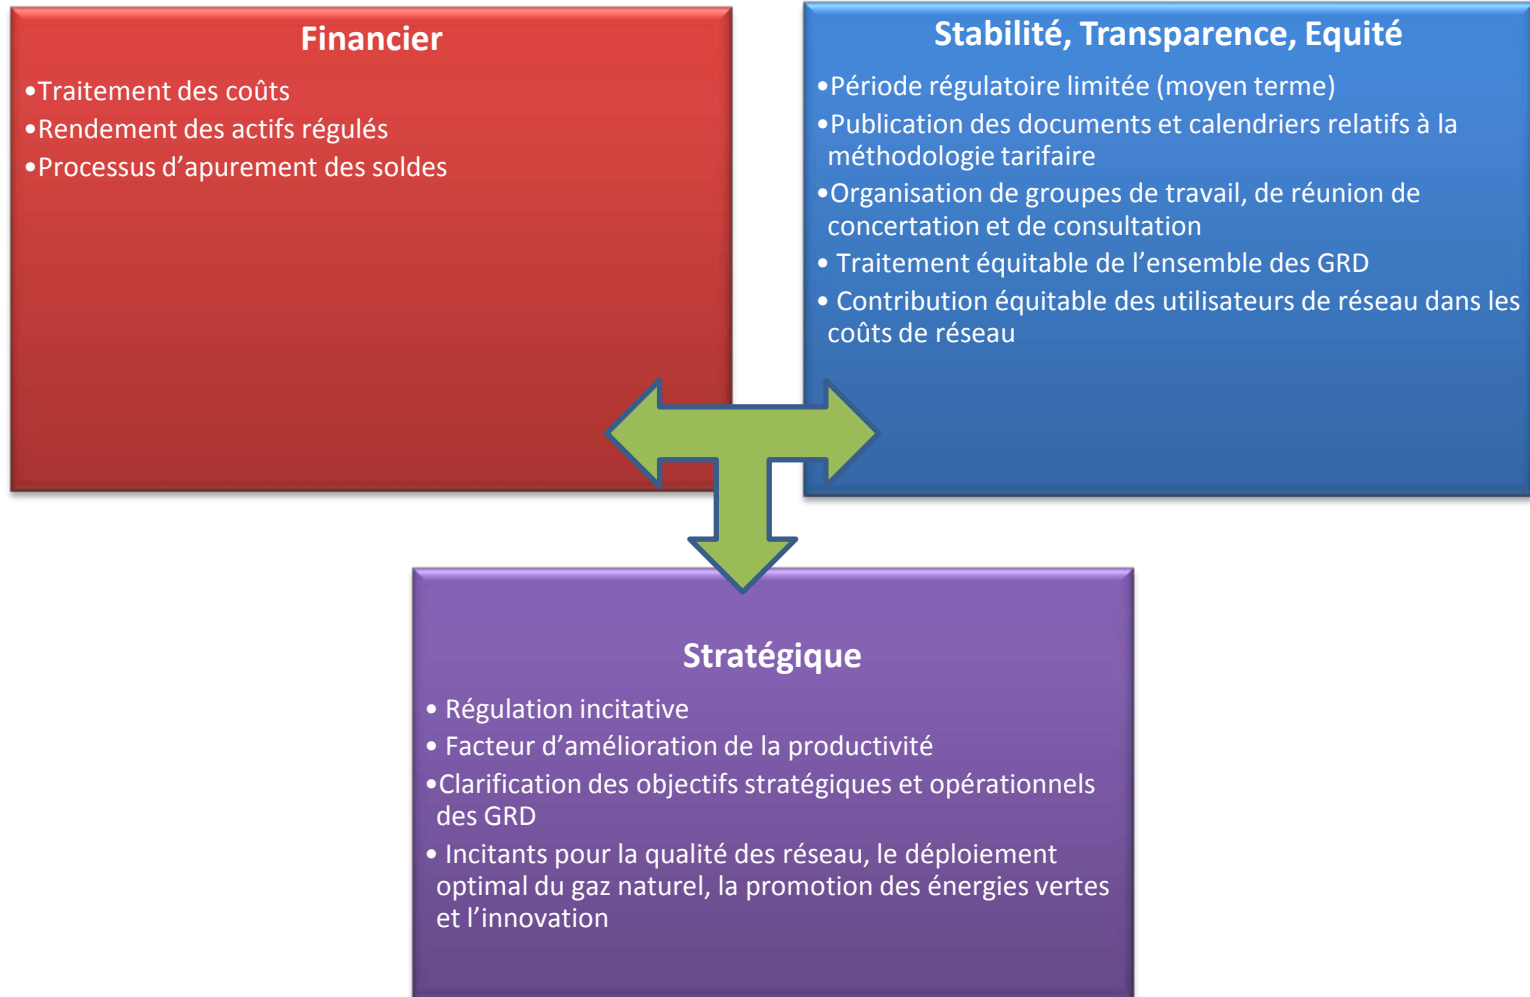 Financier
•Traitement des coûts
•Rendement des actifs régulés
•Processus d’apurement des soldes
Stabilité, Transparence, Equité
•Période régulatoire limitée (moyen terme)
•Publication des documents et calendriers relatifs à la
méthodologie tarifaire
•Organisation de groupes de travail, de réunion de
concertation et de consultation
• Traitement équitable de l’ensemble des GRD
• Contribution équitable des utilisateurs de réseau dans les
coûts de réseau
Stratégique
• Régulation incitative
• Facteur d’amélioration de la productivité
•Clarification des objectifs stratégiques et opérationnels
des GRD
• Incitants pour la qualité des réseau, le déploiement
optimal du gaz naturel, la promotion des énergies vertes
et l’innovation